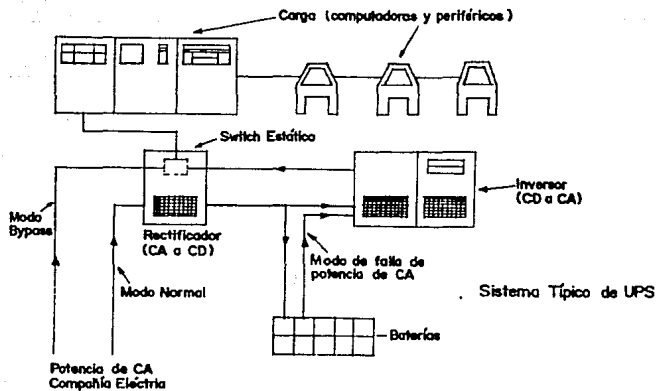 Carga (computadoras y periféricos)
Switch Estático
Modo
Bypass
Rectificador
(CA a CD)
Modo Normal
Inversor
(CD a CA)
Modo de falla de
potencia de CA
Sistema Típico de UPS
Baterías
Potencia de CA
Compañía Electria